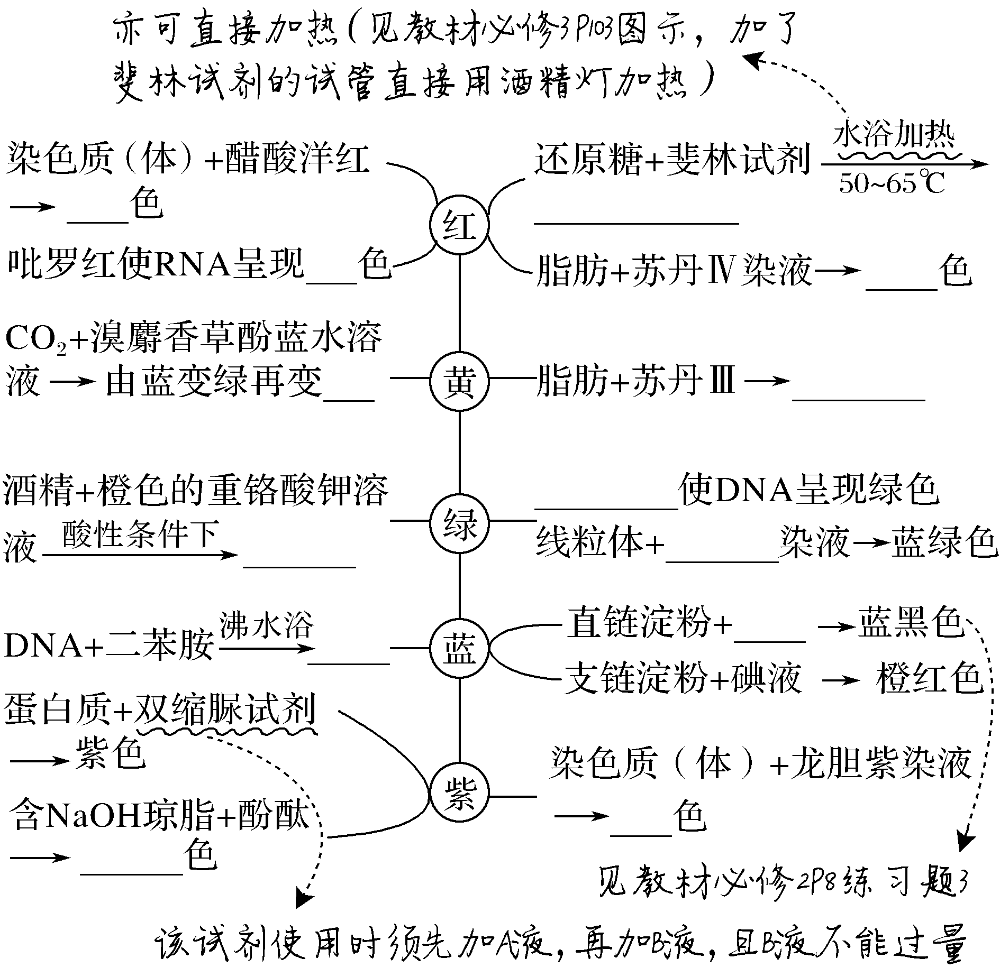 亦可直接加热(见教材必修3P103图示，加了
斐林试剂的试管直接用酒精灯加热)
染色质（体）+醋酸洋红
→____色
吡罗红使RNA呈现____色
红
还原糖+斐林试剂
水浴加热
50~65℃
脂肪+苏丹Ⅳ染液→____色
CO₂+溴麝香草酚蓝水溶
液→由蓝变绿再变____
黄
脂肪+苏丹Ⅲ→____
酒精+橙色的重铬酸钾溶
液 酸性条件下→____
绿
____使DNA呈现绿色
线粒体+____染液→蓝绿色
DNA+二苯胺 沸水浴→____
蓝
直链淀粉+____→蓝黑色
支链淀粉+碘液→橙红色
蛋白质+双缩脲试剂
→紫色
含NaOH琼脂+酚酞
→____色
紫
染色质（体）+龙胆紫染液
→____色
见教材必修2P8练习题3
该试剂使用时须先加A液，再加B液，且B液不能过量